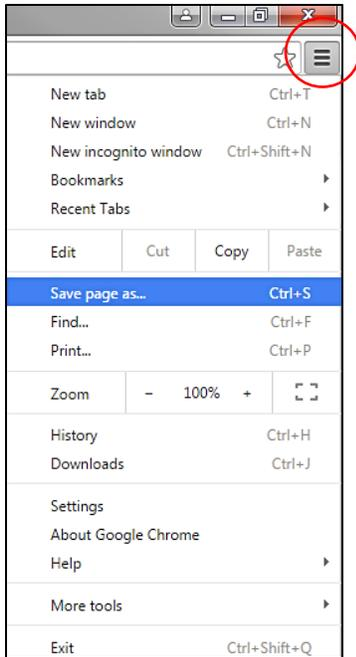 New tab Ctrl+T
New window Ctrl+N
New incognito window Ctrl+Shift+N
Bookmarks
Recent Tabs
Edit Cut Copy Paste
Save page as... Ctrl+S
Find... Ctrl+F
Print... Ctrl+P
Zoom - 100% +
History Ctrl+H
Downloads Ctrl+J
Settings
About Google Chrome
Help
More tools
Exit Ctrl+Shift+Q